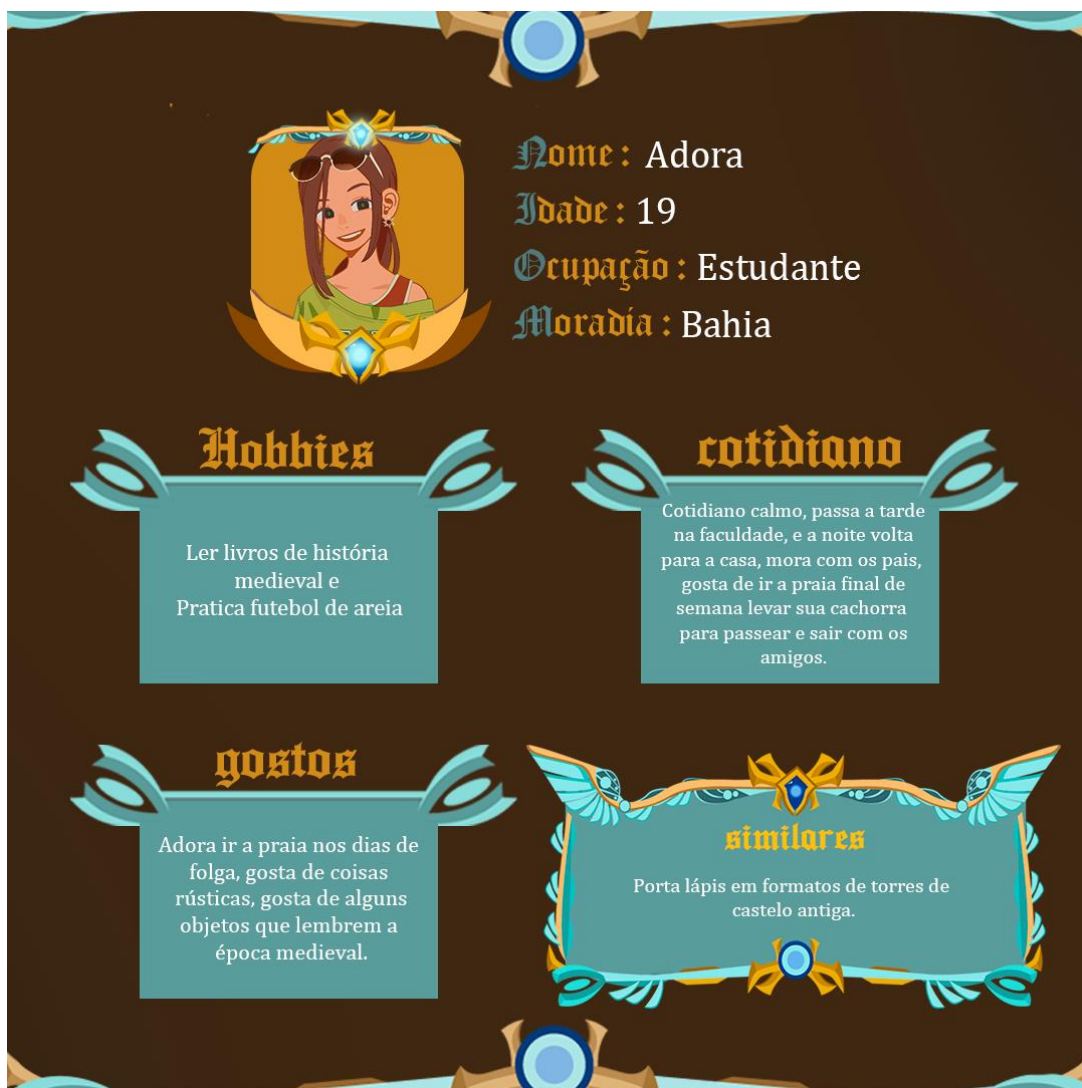 Nome : Adora
Idade : 19
Ocupação : Estudante
Moradia : Bahia
Hobbies
Ler livros de história
medieval e
Pratica futebol de areia
cotidiano
Cotidiano calmo, passa a tarde
na faculdade, e a noite volta
para a casa, mora com os pais,
gosta de ir a praia final de
semana levar sua cachorra
para passear e sair com os
amigos.
gostos
Adora ir a praia nos dias de
folga, gosta de coisas
rústicas, gosta de alguns
objetos que lembrem a
época medieval.
similares
Porta lápis em formatos de torres de
castelo antiga.